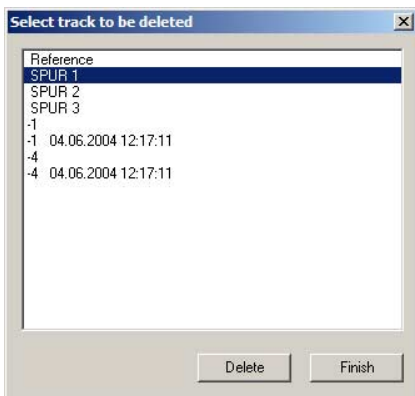 Select track to be deleted
Reference
SPUR 1
SPUR 2
SPUR 3
-1
-1 04.06.2004 12:17:11
-4
-4 04.06.2004 12:17:11
Delete Finish